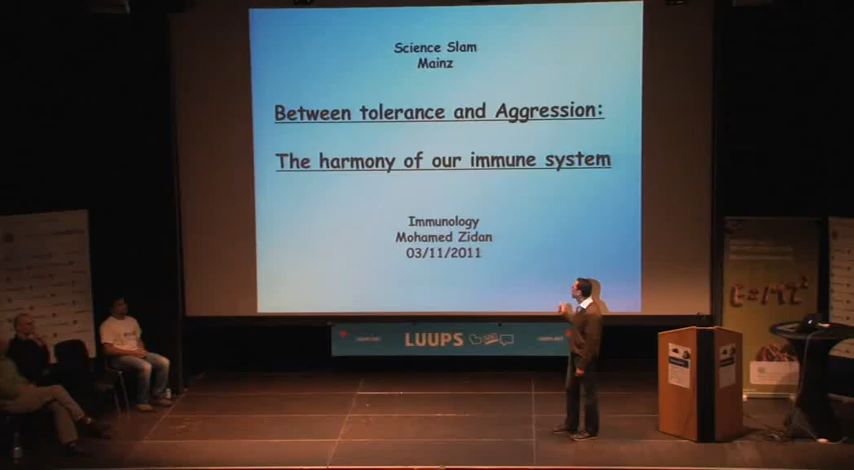 Science Slam
Mainz
Between tolerance and Aggression:
The harmony of our immune system
Immunology
Mohamed Zidan
03/11/2011
LUUPS
E=MC²